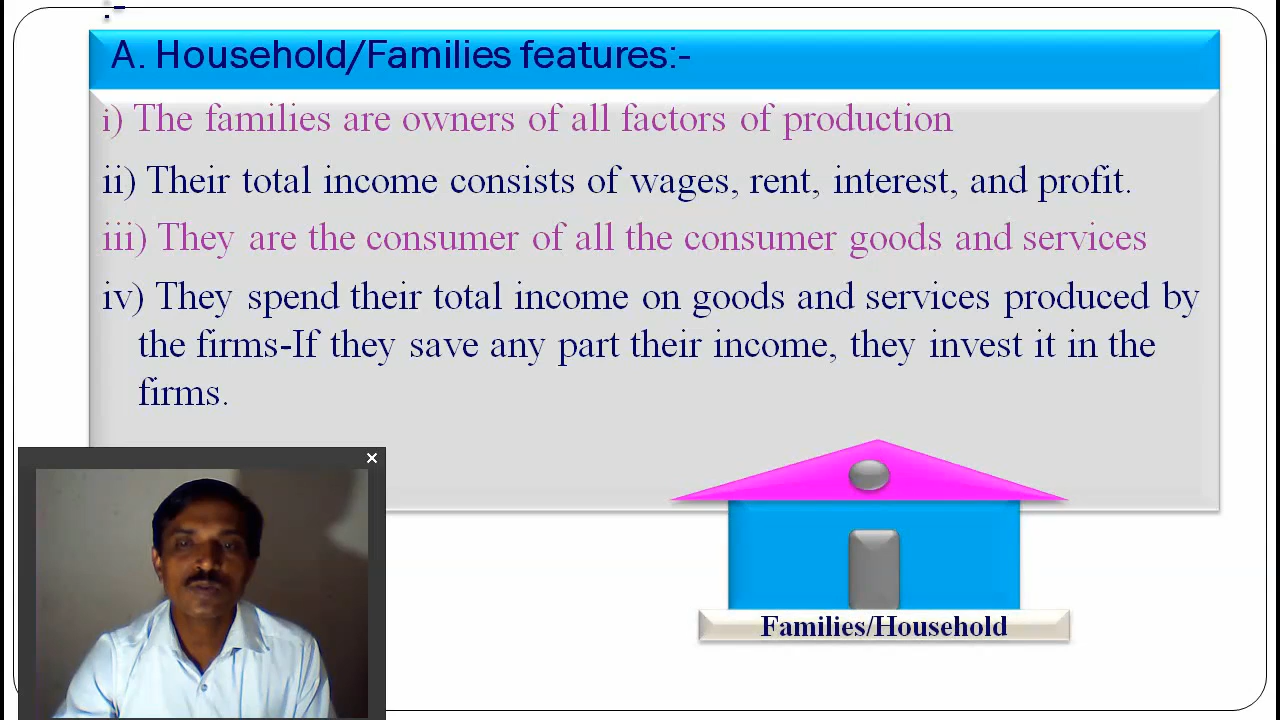 :-
A. Household/Families features:-
i) The families are owners of all factors of production
ii) Their total income consists of wages, rent, interest, and profit.
iii) They are the consumer of all the consumer goods and services
iv) They spend their total income on goods and services produced by
the firms-If they save any part their income, they invest it in the
firms.
Families/Household